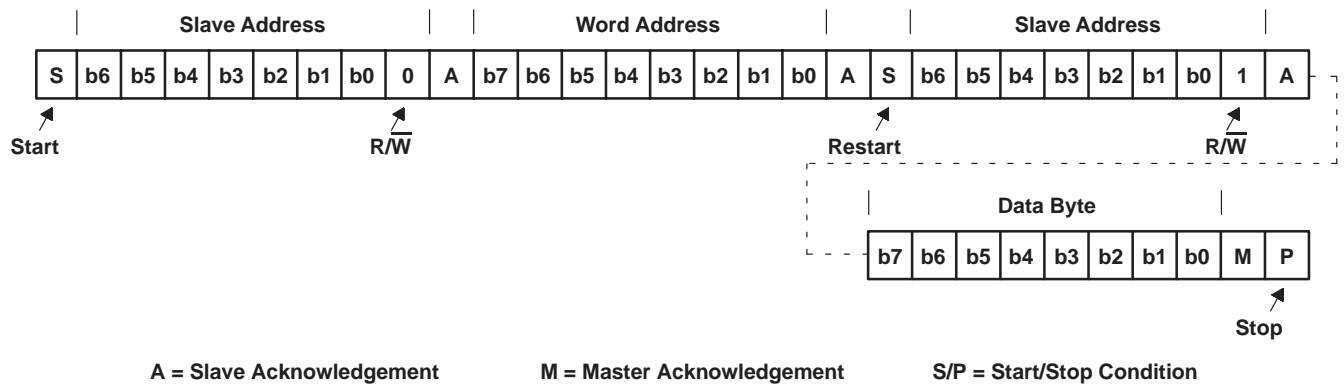 Slave Address Word Address Slave Address
S b6 b5 b4 b3 b2 b1 b0 0 A b7 b6 b5 b4 b3 b2 b1 b0 A S b6 b5 b4 b3 b2 b1 b0 1 A
Start R/W̅ Restart R/W̅
Data Byte
b7 b6 b5 b4 b3 b2 b1 b0 M P
Stop
A = Slave Acknowledgement M = Master Acknowledgement S/P = Start/Stop Condition